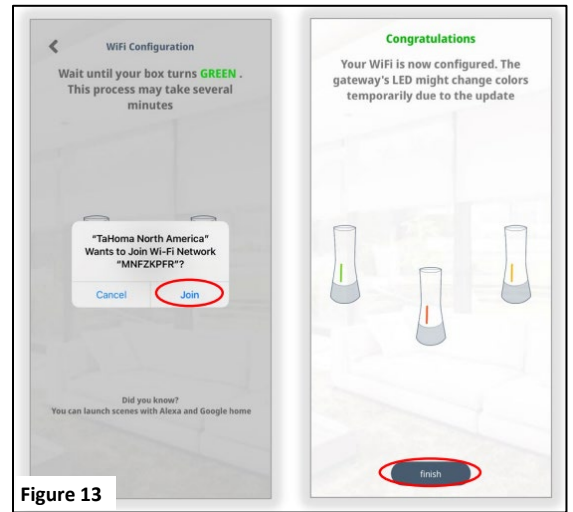 WiFi Configuration
Wait until your box turns GREEN .
This process may take several
minutes
"TaHoma North America"
Wants to Join Wi-Fi Network
"MNFZKPFR"?
Cancel
Join
Did you know?
You can launch scenes with Alexa and Google home
Congratulations
Your WiFi is now configured. The
gateway's LED might change colors
temporarily due to the update
finish
Figure 13